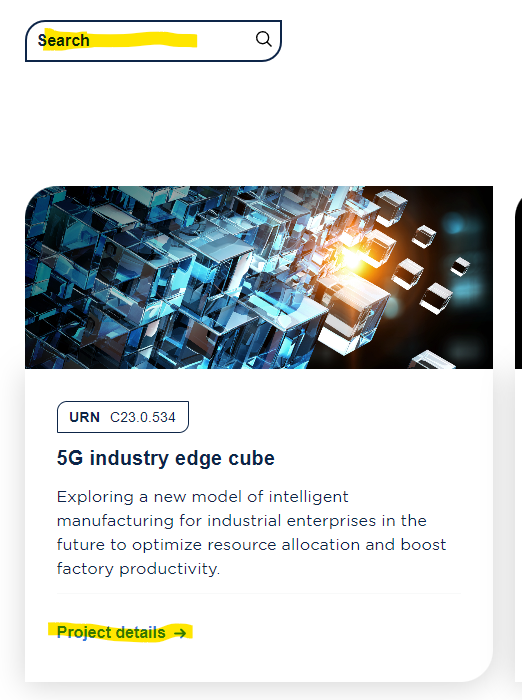 Search
URN C23.0.534
5G industry edge cube
Exploring a new model of intelligent
manufacturing for industrial enterprises in the
future to optimize resource allocation and boost
factory productivity.
Project details →